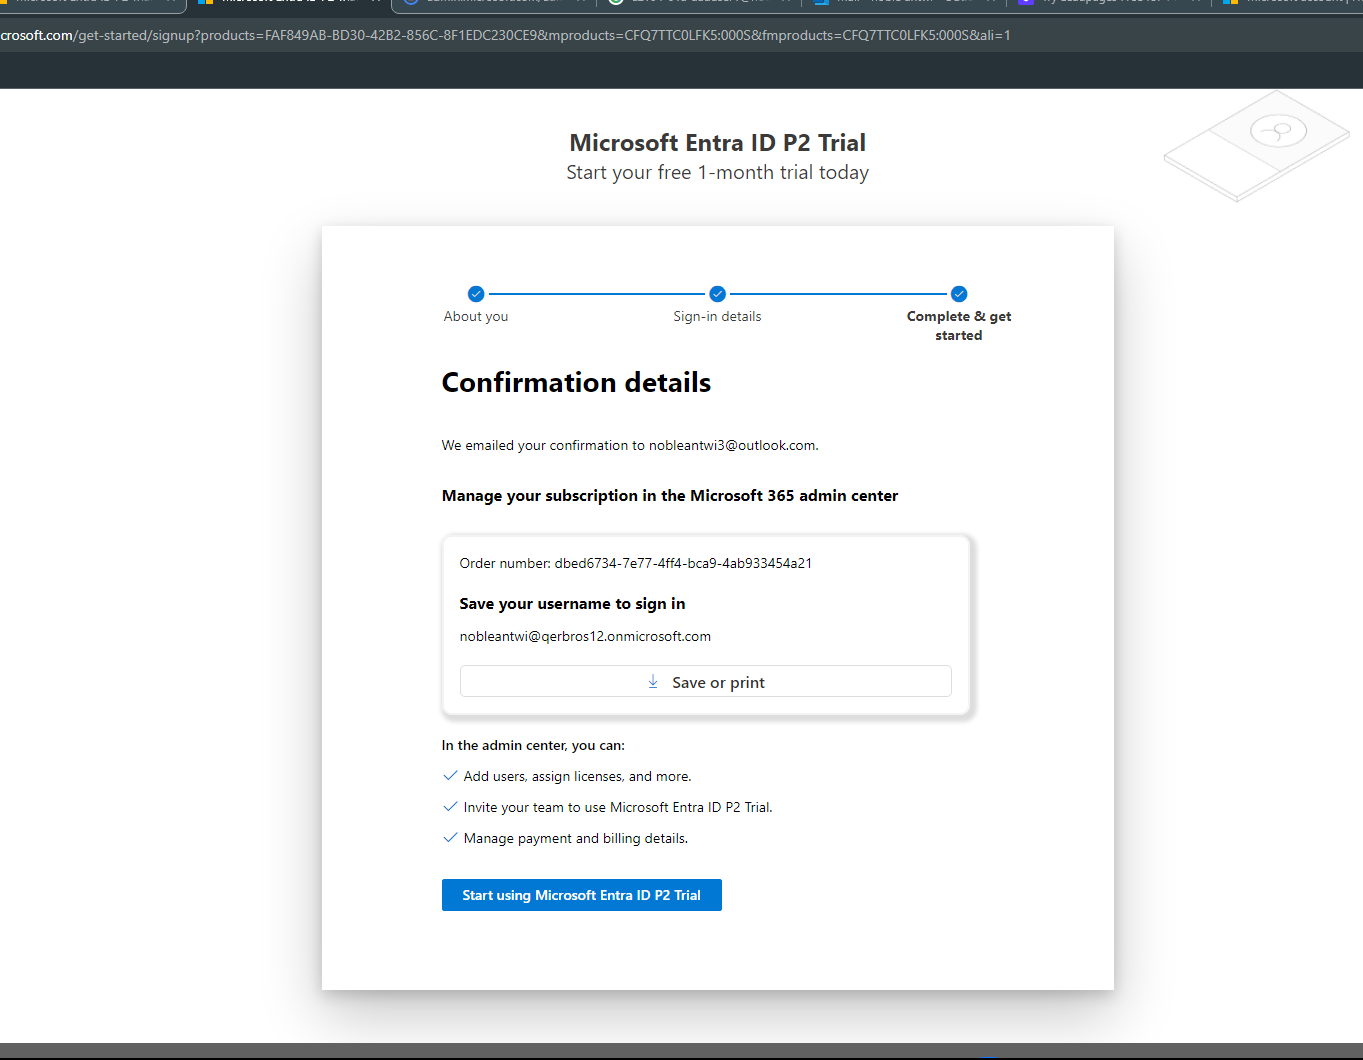 crosoft.com/get-started/signup?products=FAF849AB-BD30-42B2-856C-8F1EDC230CE9&mproducts=CFQ7TTC0LFK5:000S&fmproducts=CFQ7TTC0LFK5:000S&ali=1
Microsoft Entra ID P2 Trial
Start your free 1-month trial today
About you
Sign-in details
Complete & get
started
Confirmation details
We emailed your confirmation to nobleantwi3@outlook.com.
Manage your subscription in the Microsoft 365 admin center
Order number: dbed6734-7e77-4ff4-bca9-4ab933454a21
Save your username to sign in
nobleantwi@qerbros12.onmicrosoft.com
Save or print
In the admin center, you can:
Add users, assign licenses, and more.
Invite your team to use Microsoft Entra ID P2 Trial.
Manage payment and billing details.
Start using Microsoft Entra ID P2 Trial